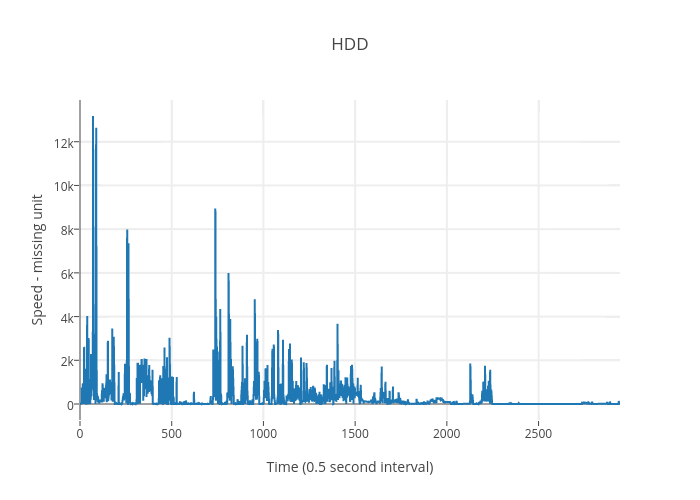 HDD
Speed - missing unit
12k
10k
8k
6k
4k
2k
0
0 500 1000 1500 2000 2500
Time (0.5 second interval)